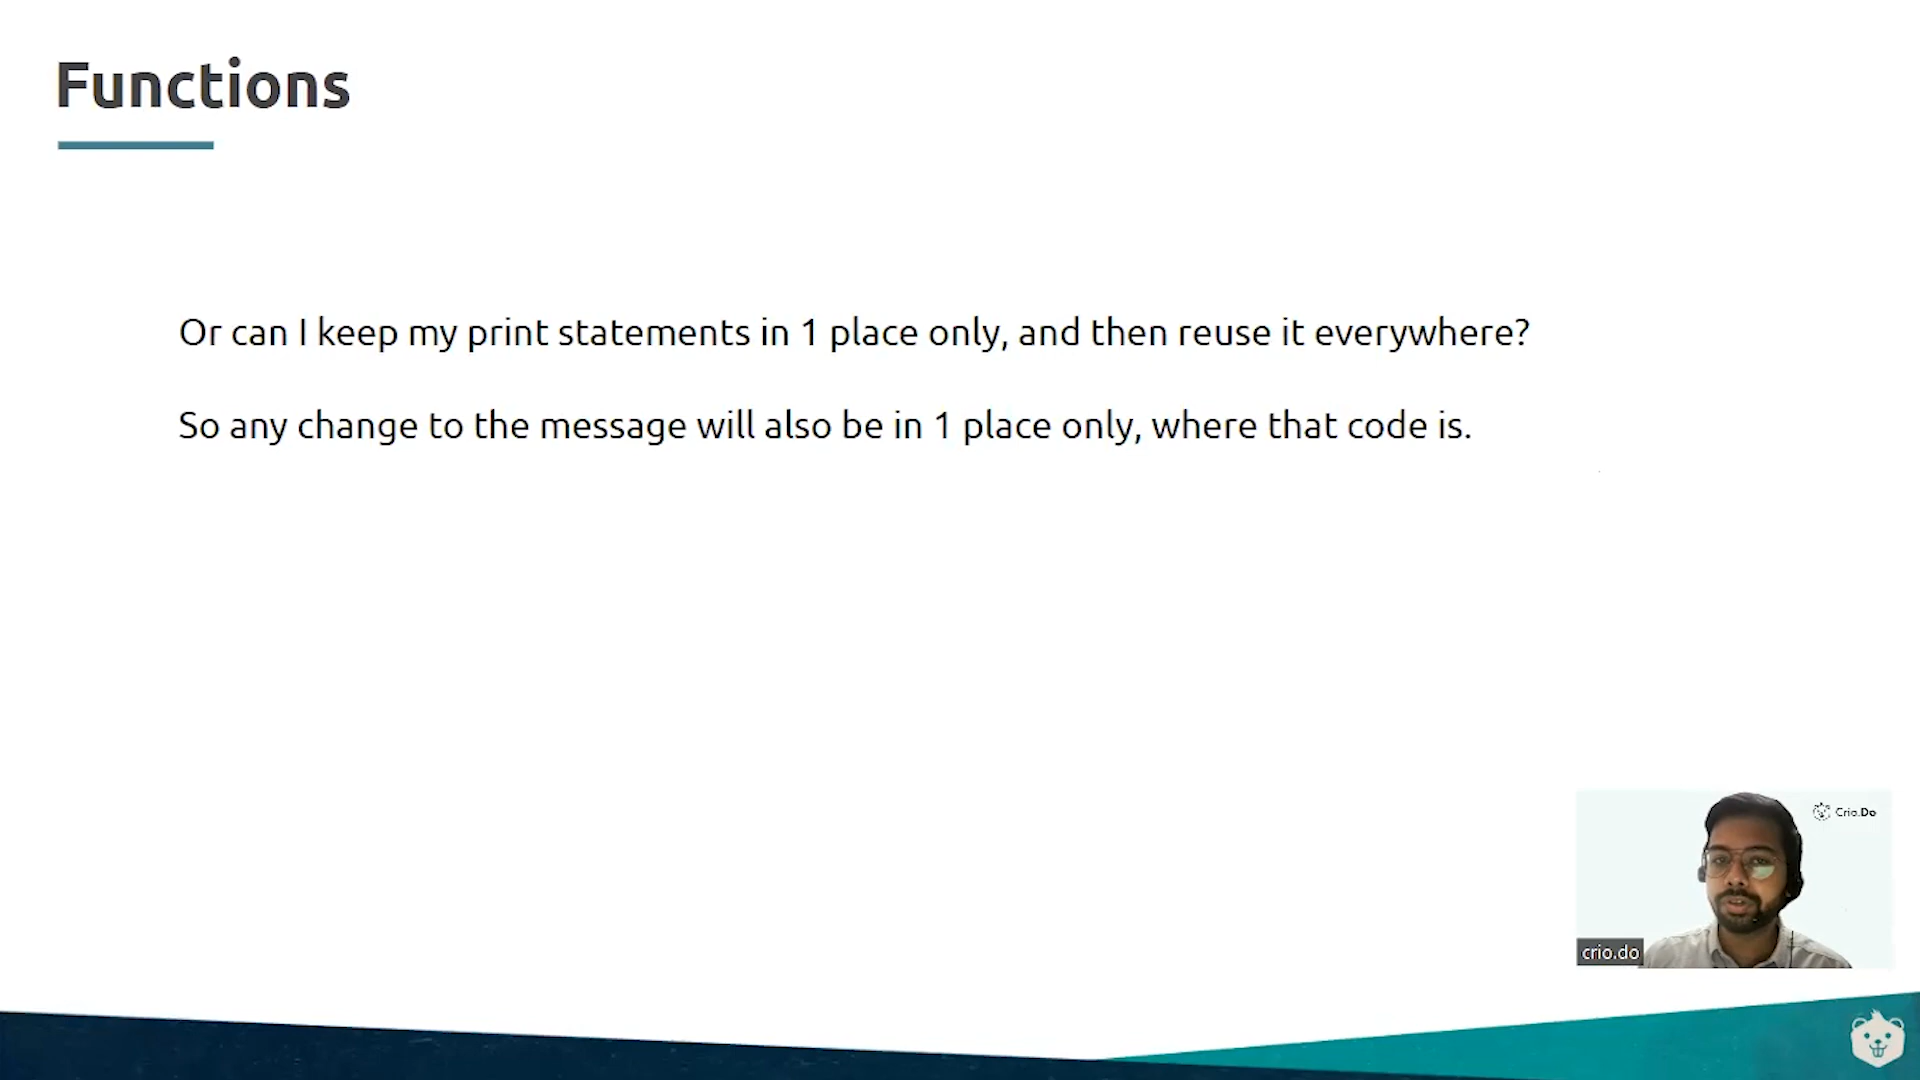 Functions
Or can I keep my print statements in 1 place only, and then reuse it everywhere?
So any change to the message will also be in 1 place only, where that code is.
Crio.Do
crio.do